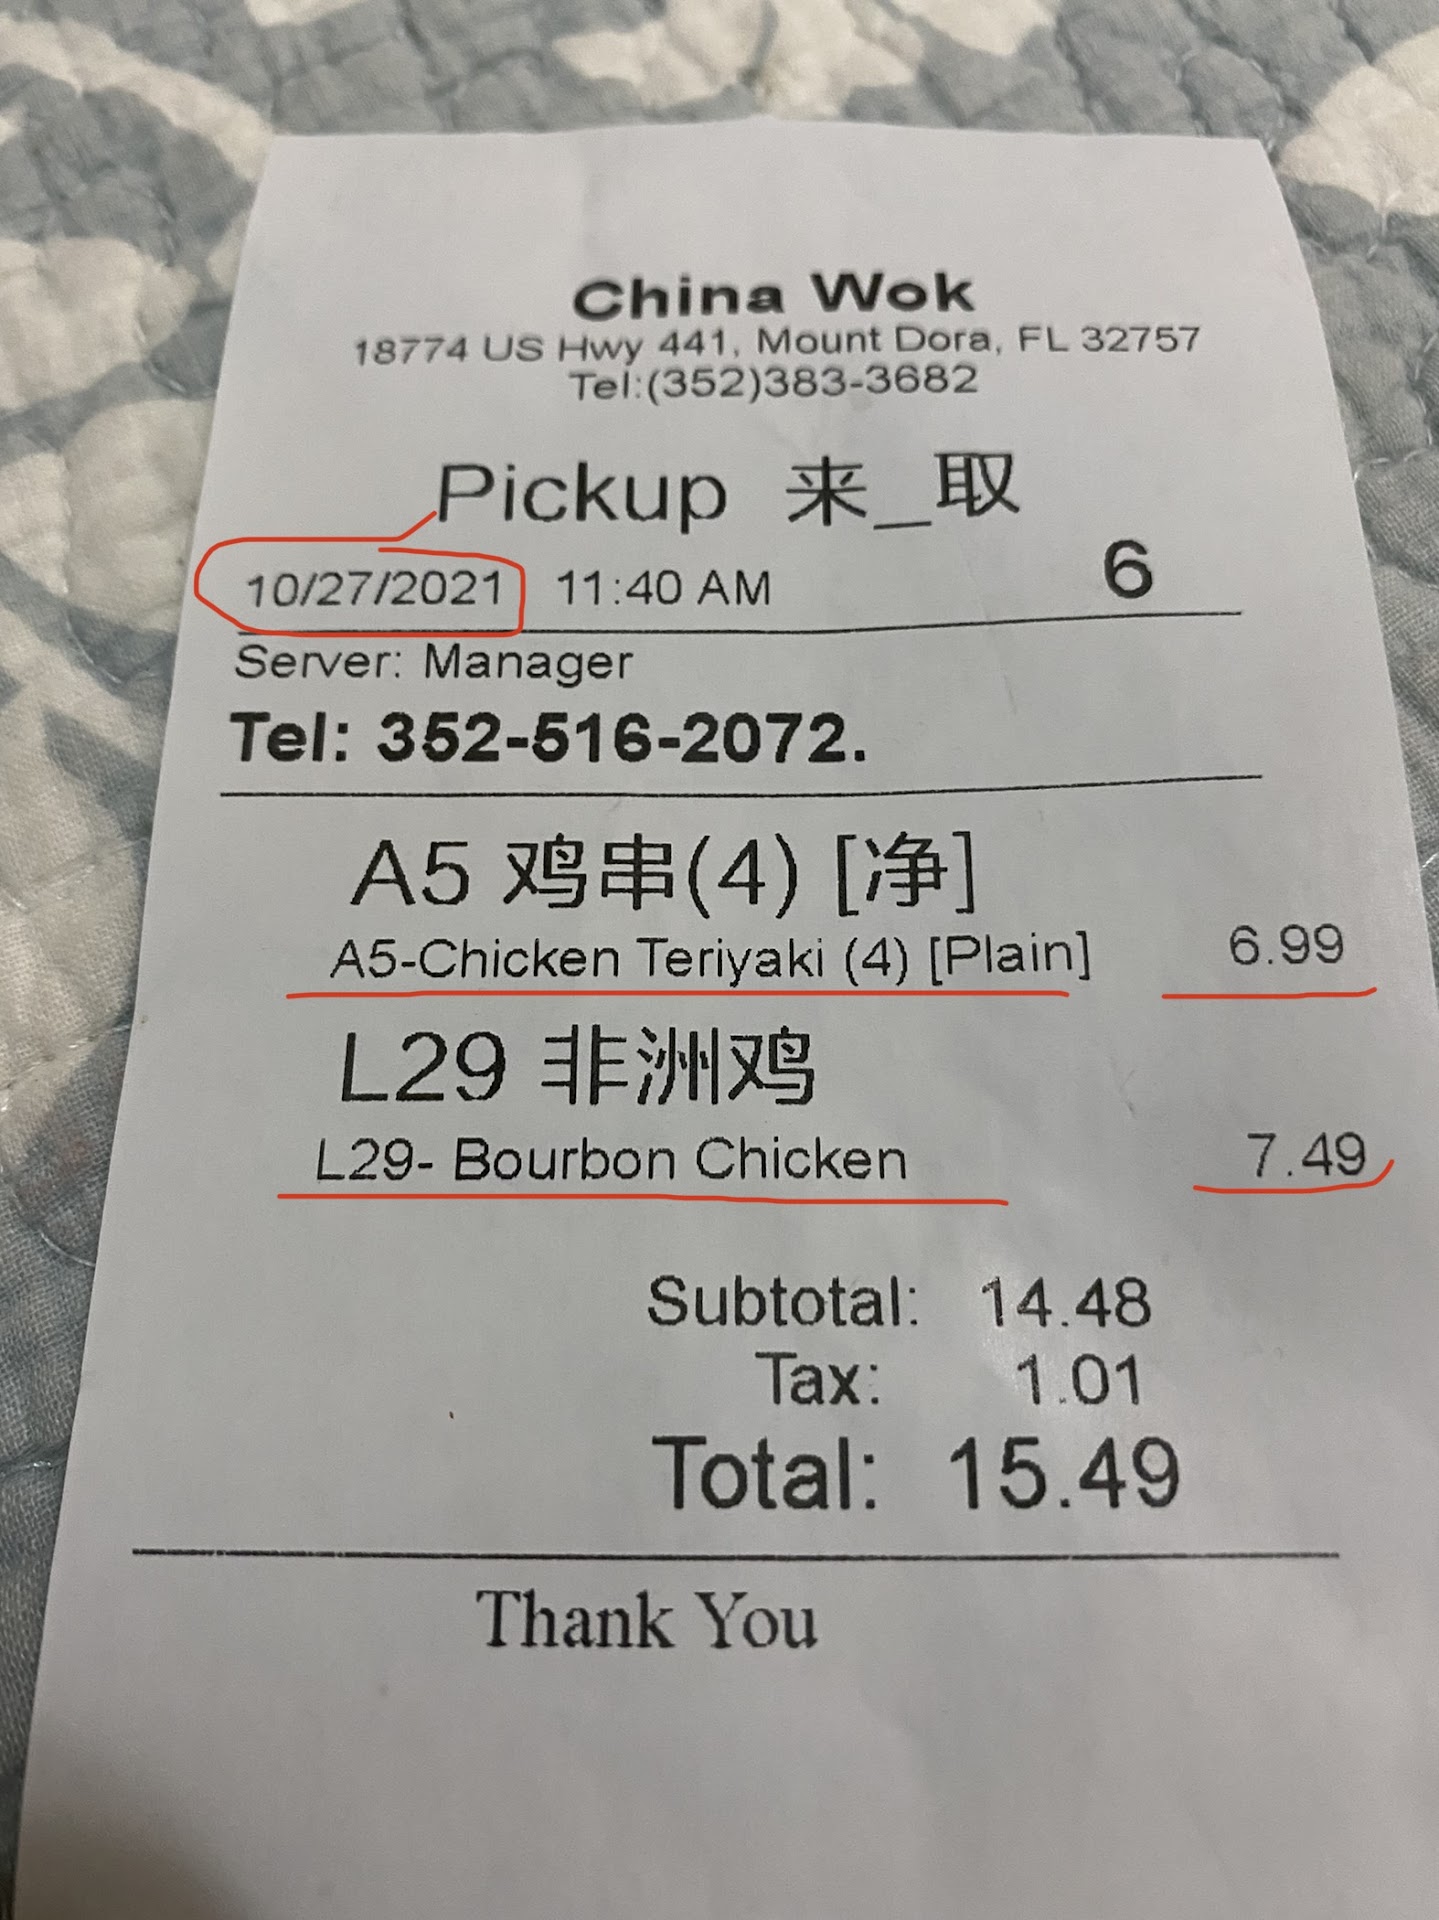 China Wok
18774 US Hwy 441, Mount Dora, FL 32757
Tel:(352)383-3682
Pickup 来_取
10/27/2021 11:40 AM 6
Server: Manager
Tel: 352-516-2072.
A5 鸡串(4) [净]
A5-Chicken Teriyaki (4) [Plain] 6.99
L29 非洲鸡
L29- Bourbon Chicken 7.49
Subtotal: 14.48
Tax: 1.01
Total: 15.49
Thank You